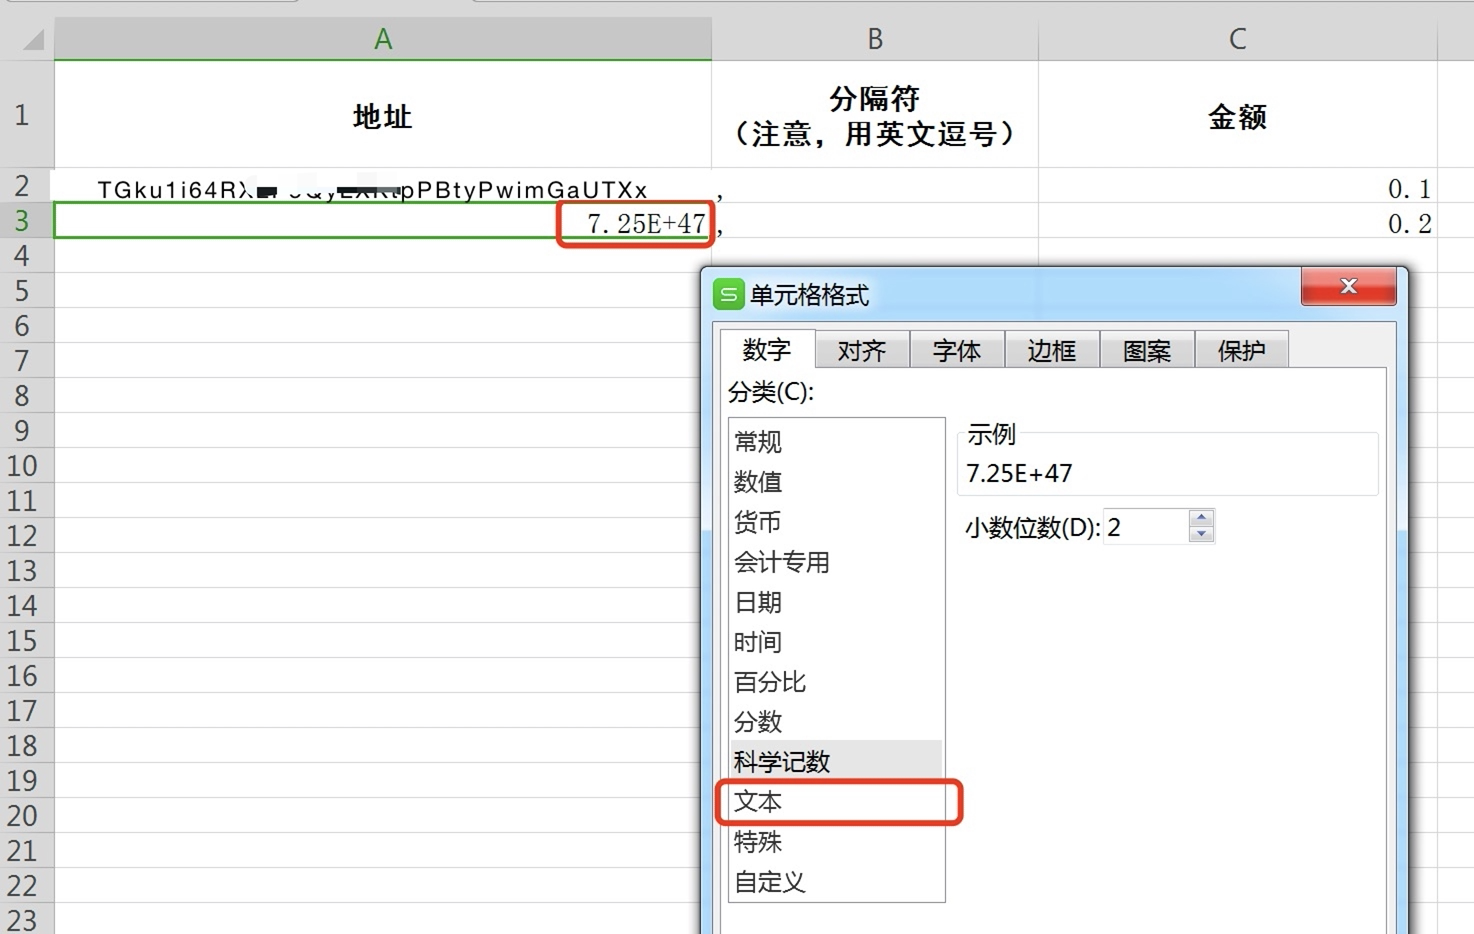 A B C
1 地址 分隔符
（注意，用英文逗号） 金额
2 TGku1i64RX pPBtyPwimGaUTXx , 0.1
3 7.25E+47 , 0.2
4
5
6
7
8
9
10
11
12
13
14
15
16
17
18
19
20
21
22
23
单元格格式
数字 对齐 字体 边框 图案 保护
分类(C):
常规
数值
货币
会计专用
日期
时间
百分比
分数
科学记数
文本
特殊
自定义
示例
7.25E+47
小数位数(D): 2